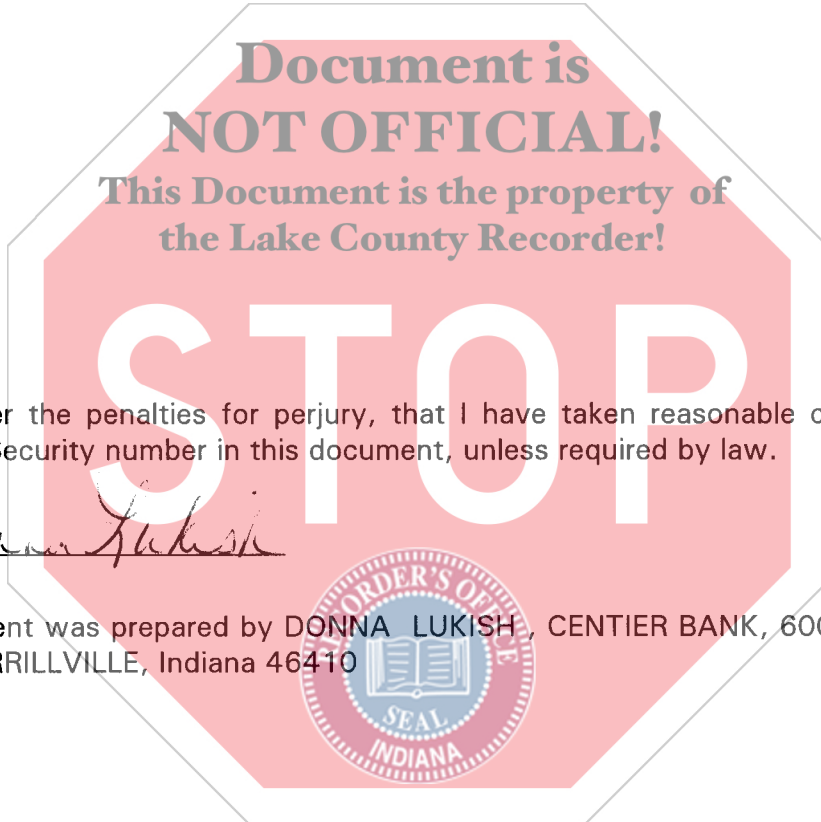 Document is
NOT OFFICIAL!
This Document is the property of
the Lake County Recorder!
STOP
er the penalties for perjury, that I have taken reasonable c
Security number in this document, unless required by law.
Lukish
ent was prepared by DONNA LUKISH , CENTIER BANK, 600
RRILLVILLE, Indiana 46410
RECORDER'S OFFICE
SEAL
INDIANA